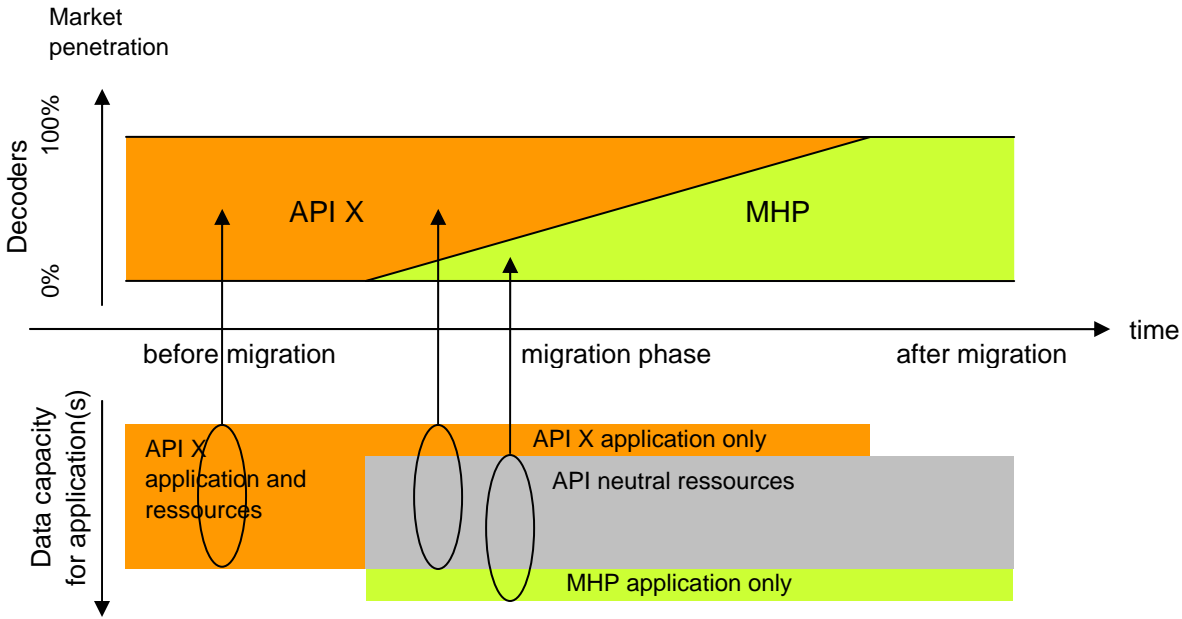 Market
penetration
100%
Decoders
0%
API X
MHP
time
before migration
migration phase
after migration
Data capacity
for application(s)
API X
application and
ressources
API X application only
API neutral ressources
MHP application only